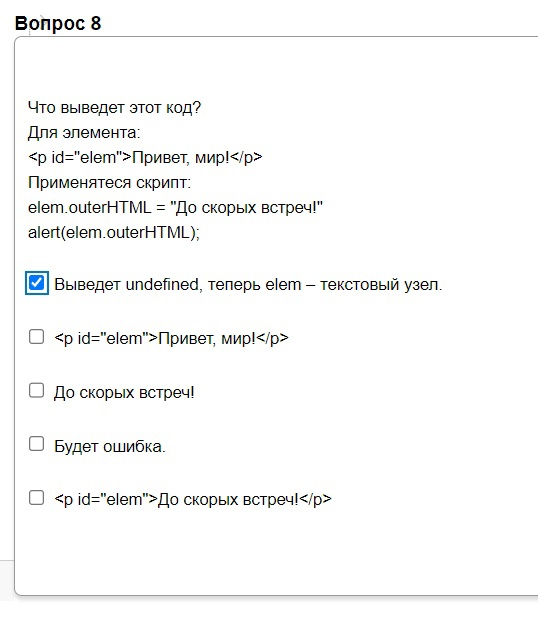 Вопрос 8
Что выведет этот код?
Для элемента:
<p id="elem">Привет, мир!</p>
Применятеся скрипт:
elem.outerHTML = "До скорых встреч!"
alert(elem.outerHTML);
Выведет undefined, теперь elem – текстовый узел.
<p id="elem">Привет, мир!</p>
До скорых встреч!
Будет ошибка.
<p id="elem">До скорых встреч!</p>